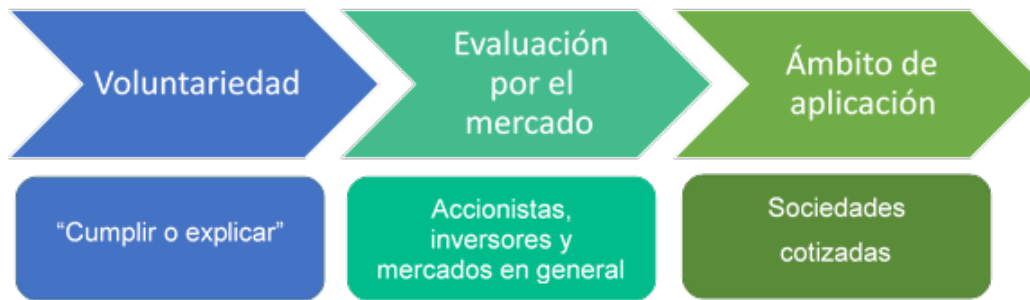 Voluntariedad
Evaluación
por el
mercado
Ámbito de
aplicación
“Cumplir o explicar”
Accionistas,
inversores y
mercados en general
Sociedades
cotizadas